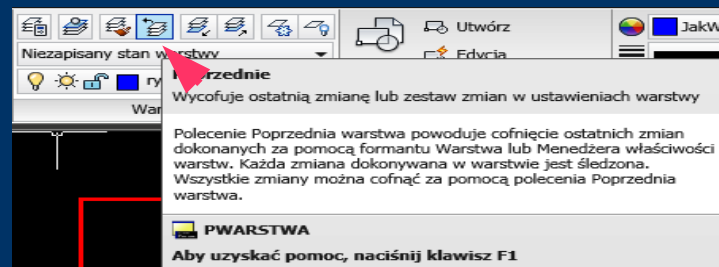 Utwórz
JakW
Niezapisany stan warstwy
Edycja
ry
Poprzednie
War
Wycofuje ostatnią zmianę lub zestaw zmian w ustawieniach warstwy
Polecenie Poprzednia warstwa powoduje cofnięcie ostatnich zmian
dokonanych za pomocą formantu Warstwa lub Menedżera właściwości
warstw. Każda zmiana dokonywana w warstwie jest śledzona.
Wszystkie zmiany można cofnąć za pomocą polecenia Poprzednia
warstwa.
PWARSTWA
Aby uzyskać pomoc, naciśnij klawisz F1